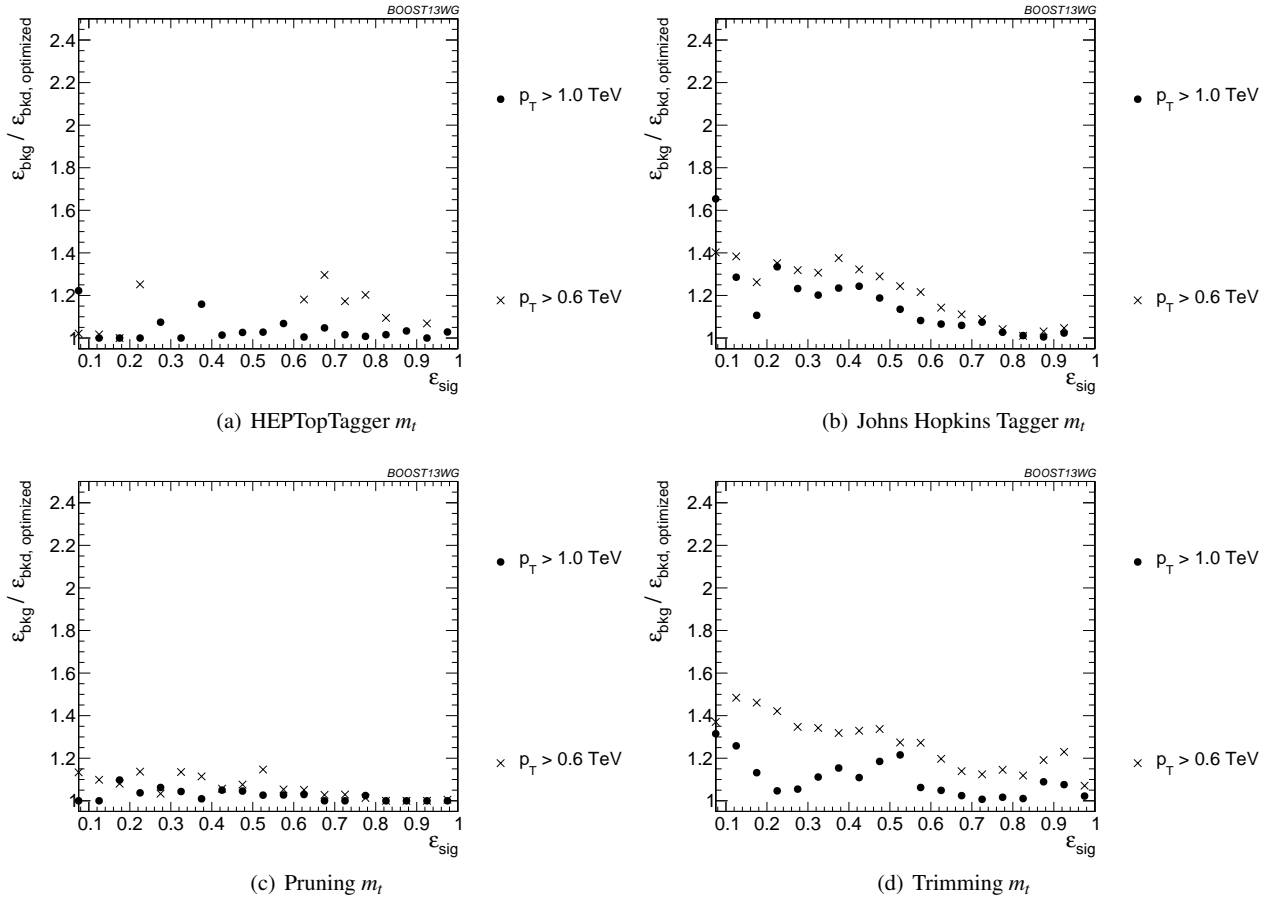 BOOST13WG
ε_bkg / ε_bkd, optimized
2.4
2.2
2
1.8
1.6
1.4
1.2
1
0.1 0.2 0.3 0.4 0.5 0.6 0.7 0.8 0.9 1
ε_sig
p_T > 1.0 TeV
p_T > 0.6 TeV
(a) HEPTopTagger m_t
BOOST13WG
ε_bkg / ε_bkd, optimized
2.4
2.2
2
1.8
1.6
1.4
1.2
1
0.1 0.2 0.3 0.4 0.5 0.6 0.7 0.8 0.9 1
ε_sig
p_T > 1.0 TeV
p_T > 0.6 TeV
(b) Johns Hopkins Tagger m_t
BOOST13WG
ε_bkg / ε_bkd, optimized
2.4
2.2
2
1.8
1.6
1.4
1.2
1
0.1 0.2 0.3 0.4 0.5 0.6 0.7 0.8 0.9 1
ε_sig
p_T > 1.0 TeV
p_T > 0.6 TeV
(c) Pruning m_t
BOOST13WG
ε_bkg / ε_bkd, optimized
2.4
2.2
2
1.8
1.6
1.4
1.2
1
0.1 0.2 0.3 0.4 0.5 0.6 0.7 0.8 0.9 1
ε_sig
p_T > 1.0 TeV
p_T > 0.6 TeV
(d) Trimming m_t